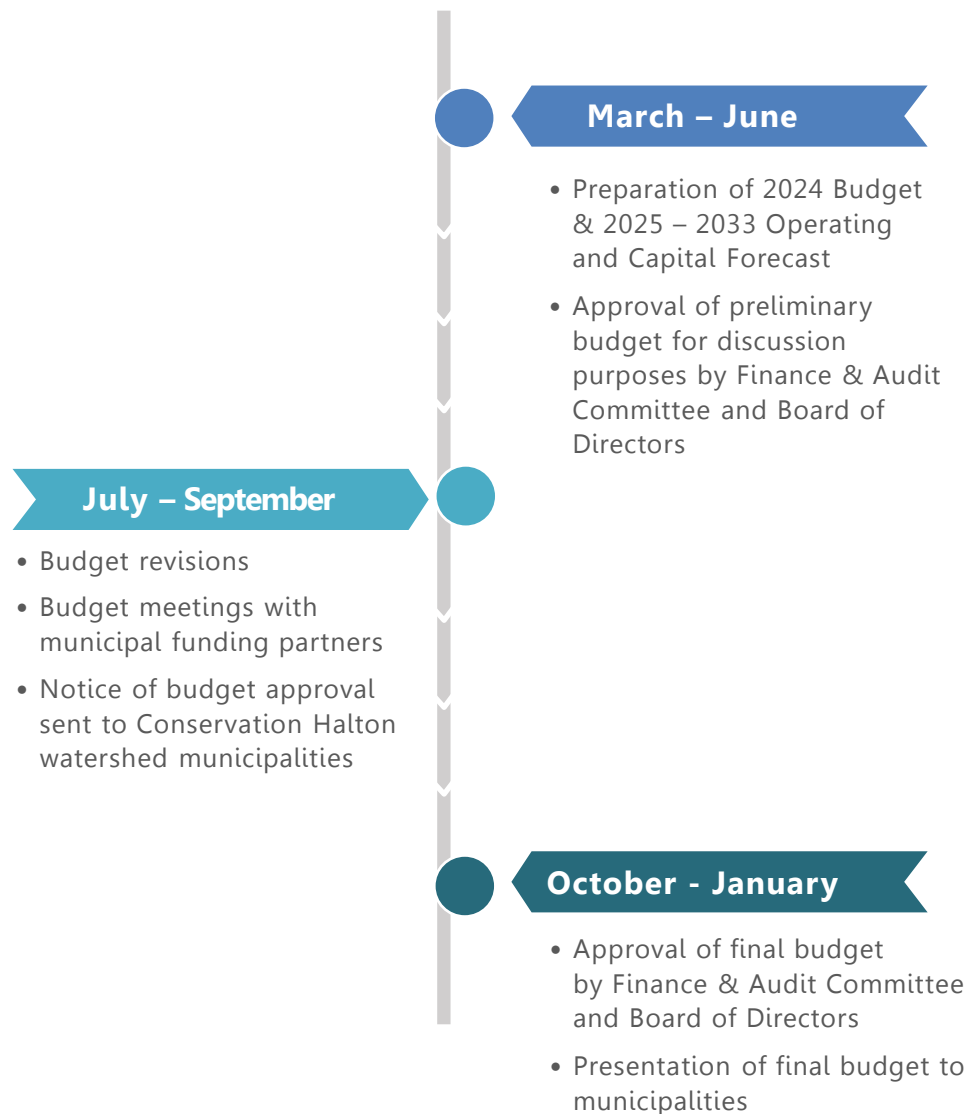 March – June
• Preparation of 2024 Budget
& 2025 – 2033 Operating
and Capital Forecast
• Approval of preliminary
budget for discussion
purposes by Finance & Audit
Committee and Board of
Directors
July – September
• Budget revisions
• Budget meetings with
municipal funding partners
• Notice of budget approval
sent to Conservation Halton
watershed municipalities
October - January
• Approval of final budget
by Finance & Audit Committee
and Board of Directors
• Presentation of final budget to
municipalities